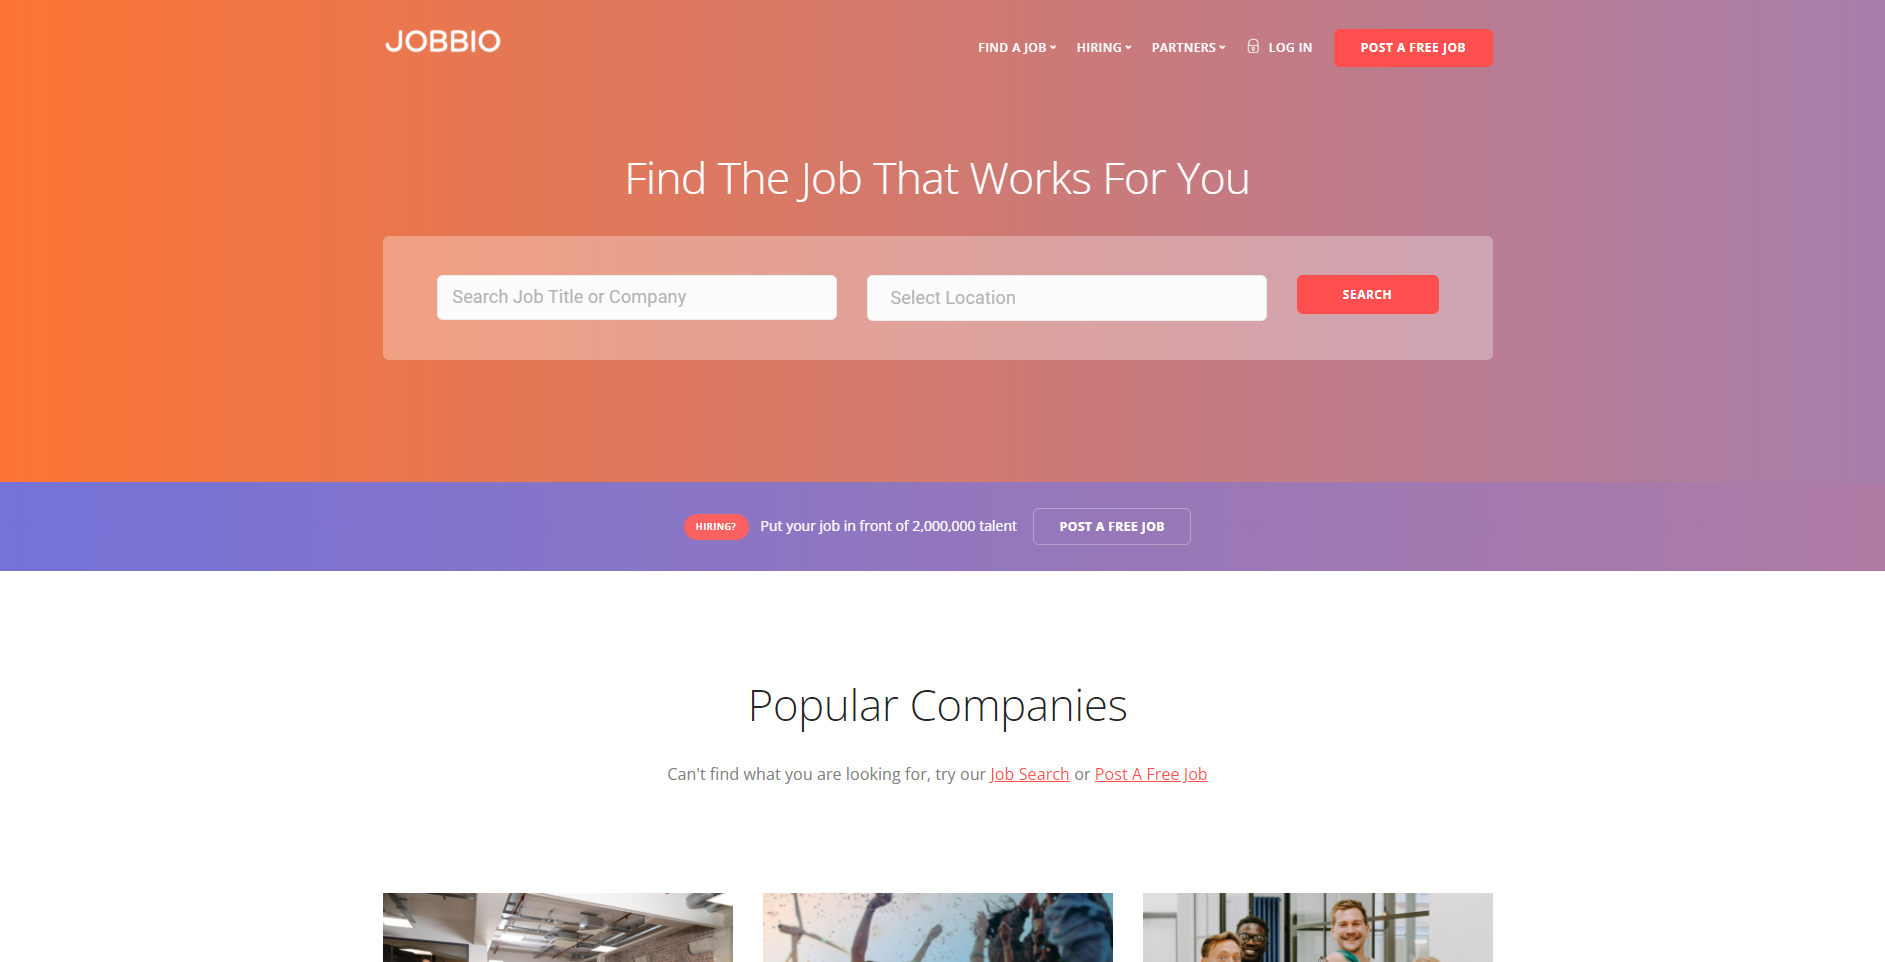 JOBBIO
FIND A JOB
HIRING
PARTNERS
LOG IN
POST A FREE JOB
Find The Job That Works For You
Search Job Title or Company
Select Location
SEARCH
HIRING?
Put your job in front of 2,000,000 talent
POST A FREE JOB
Popular Companies
Can't find what you are looking for, try our Job Search or Post A Free Job